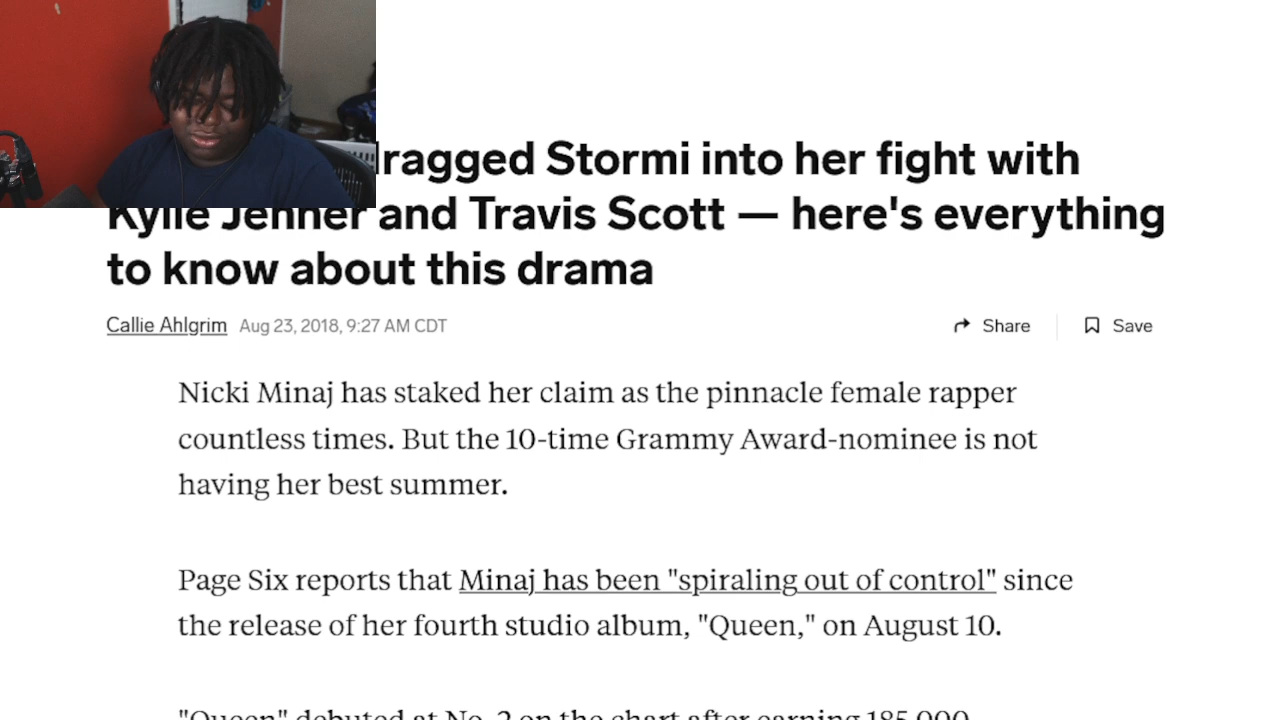 dragged Stormi into her fight with
Kylie Jenner and Travis Scott — here's everything
to know about this drama
Callie Ahlgrim Aug 23, 2018, 9:27 AM CDT
Share Save
Nicki Minaj has staked her claim as the pinnacle female rapper
countless times. But the 10-time Grammy Award-nominee is not
having her best summer.
Page Six reports that Minaj has been "spiraling out of control" since
the release of her fourth studio album, "Queen," on August 10.
"Queen" debuted at No. 2 on the chart after earning 185,000